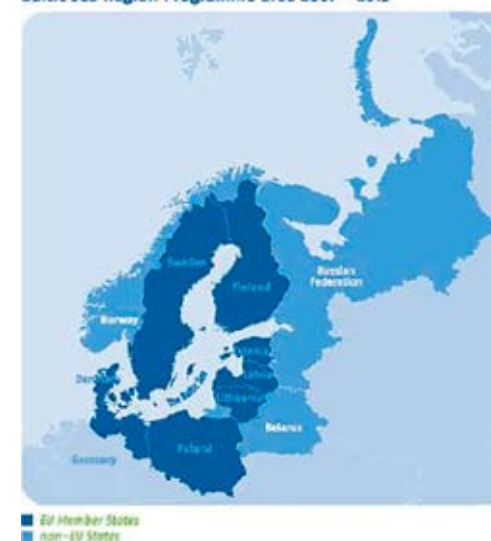 Baltic Sea Region Programme area 2007 – 2013
Sweden
Finland
Russian
Federation
Norway
Estonia
Denmark
Latvia
Lithuania
Belarus
Poland
Germany
EU Member States
non-EU States